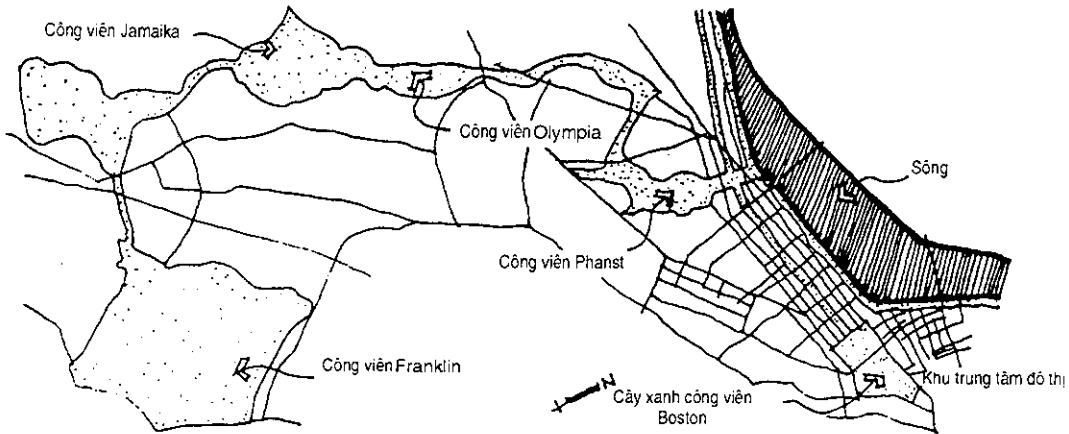 Công viên Jamaika
Công viên Olympia
Sông
Công viên Phanst
Công viên Franklin
N
Cây xanh công viên
Boston
Khu trung tâm đô thị